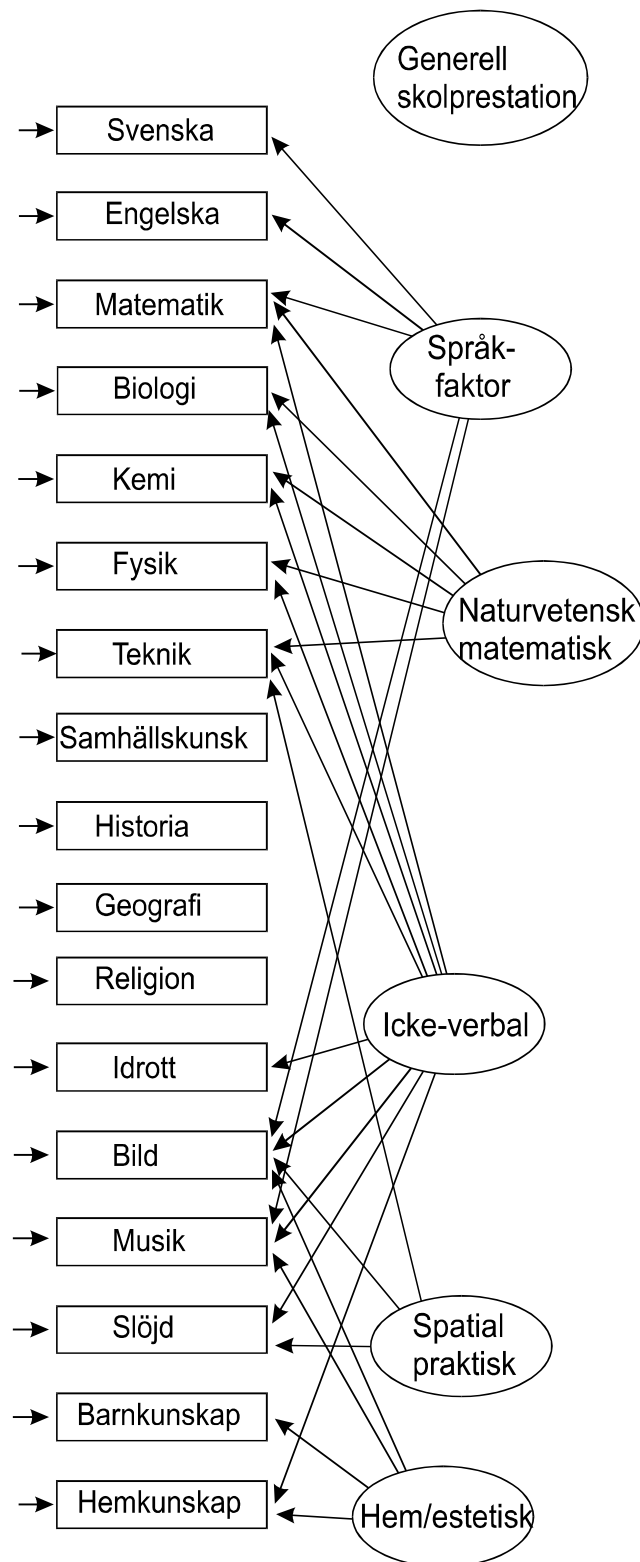 Generell
skolprestation
Svenska
Engelska
Matematik
Språk-
faktor
Biologi
Kemi
Fysik
Naturvetensk
matematisk
Teknik
Samhällskunsk
Historia
Geografi
Religion
Icke-verbal
Idrott
Bild
Musik
Slöjd
Spatial
praktisk
Barnkunskap
Hemkunskap
Hem/estetisk